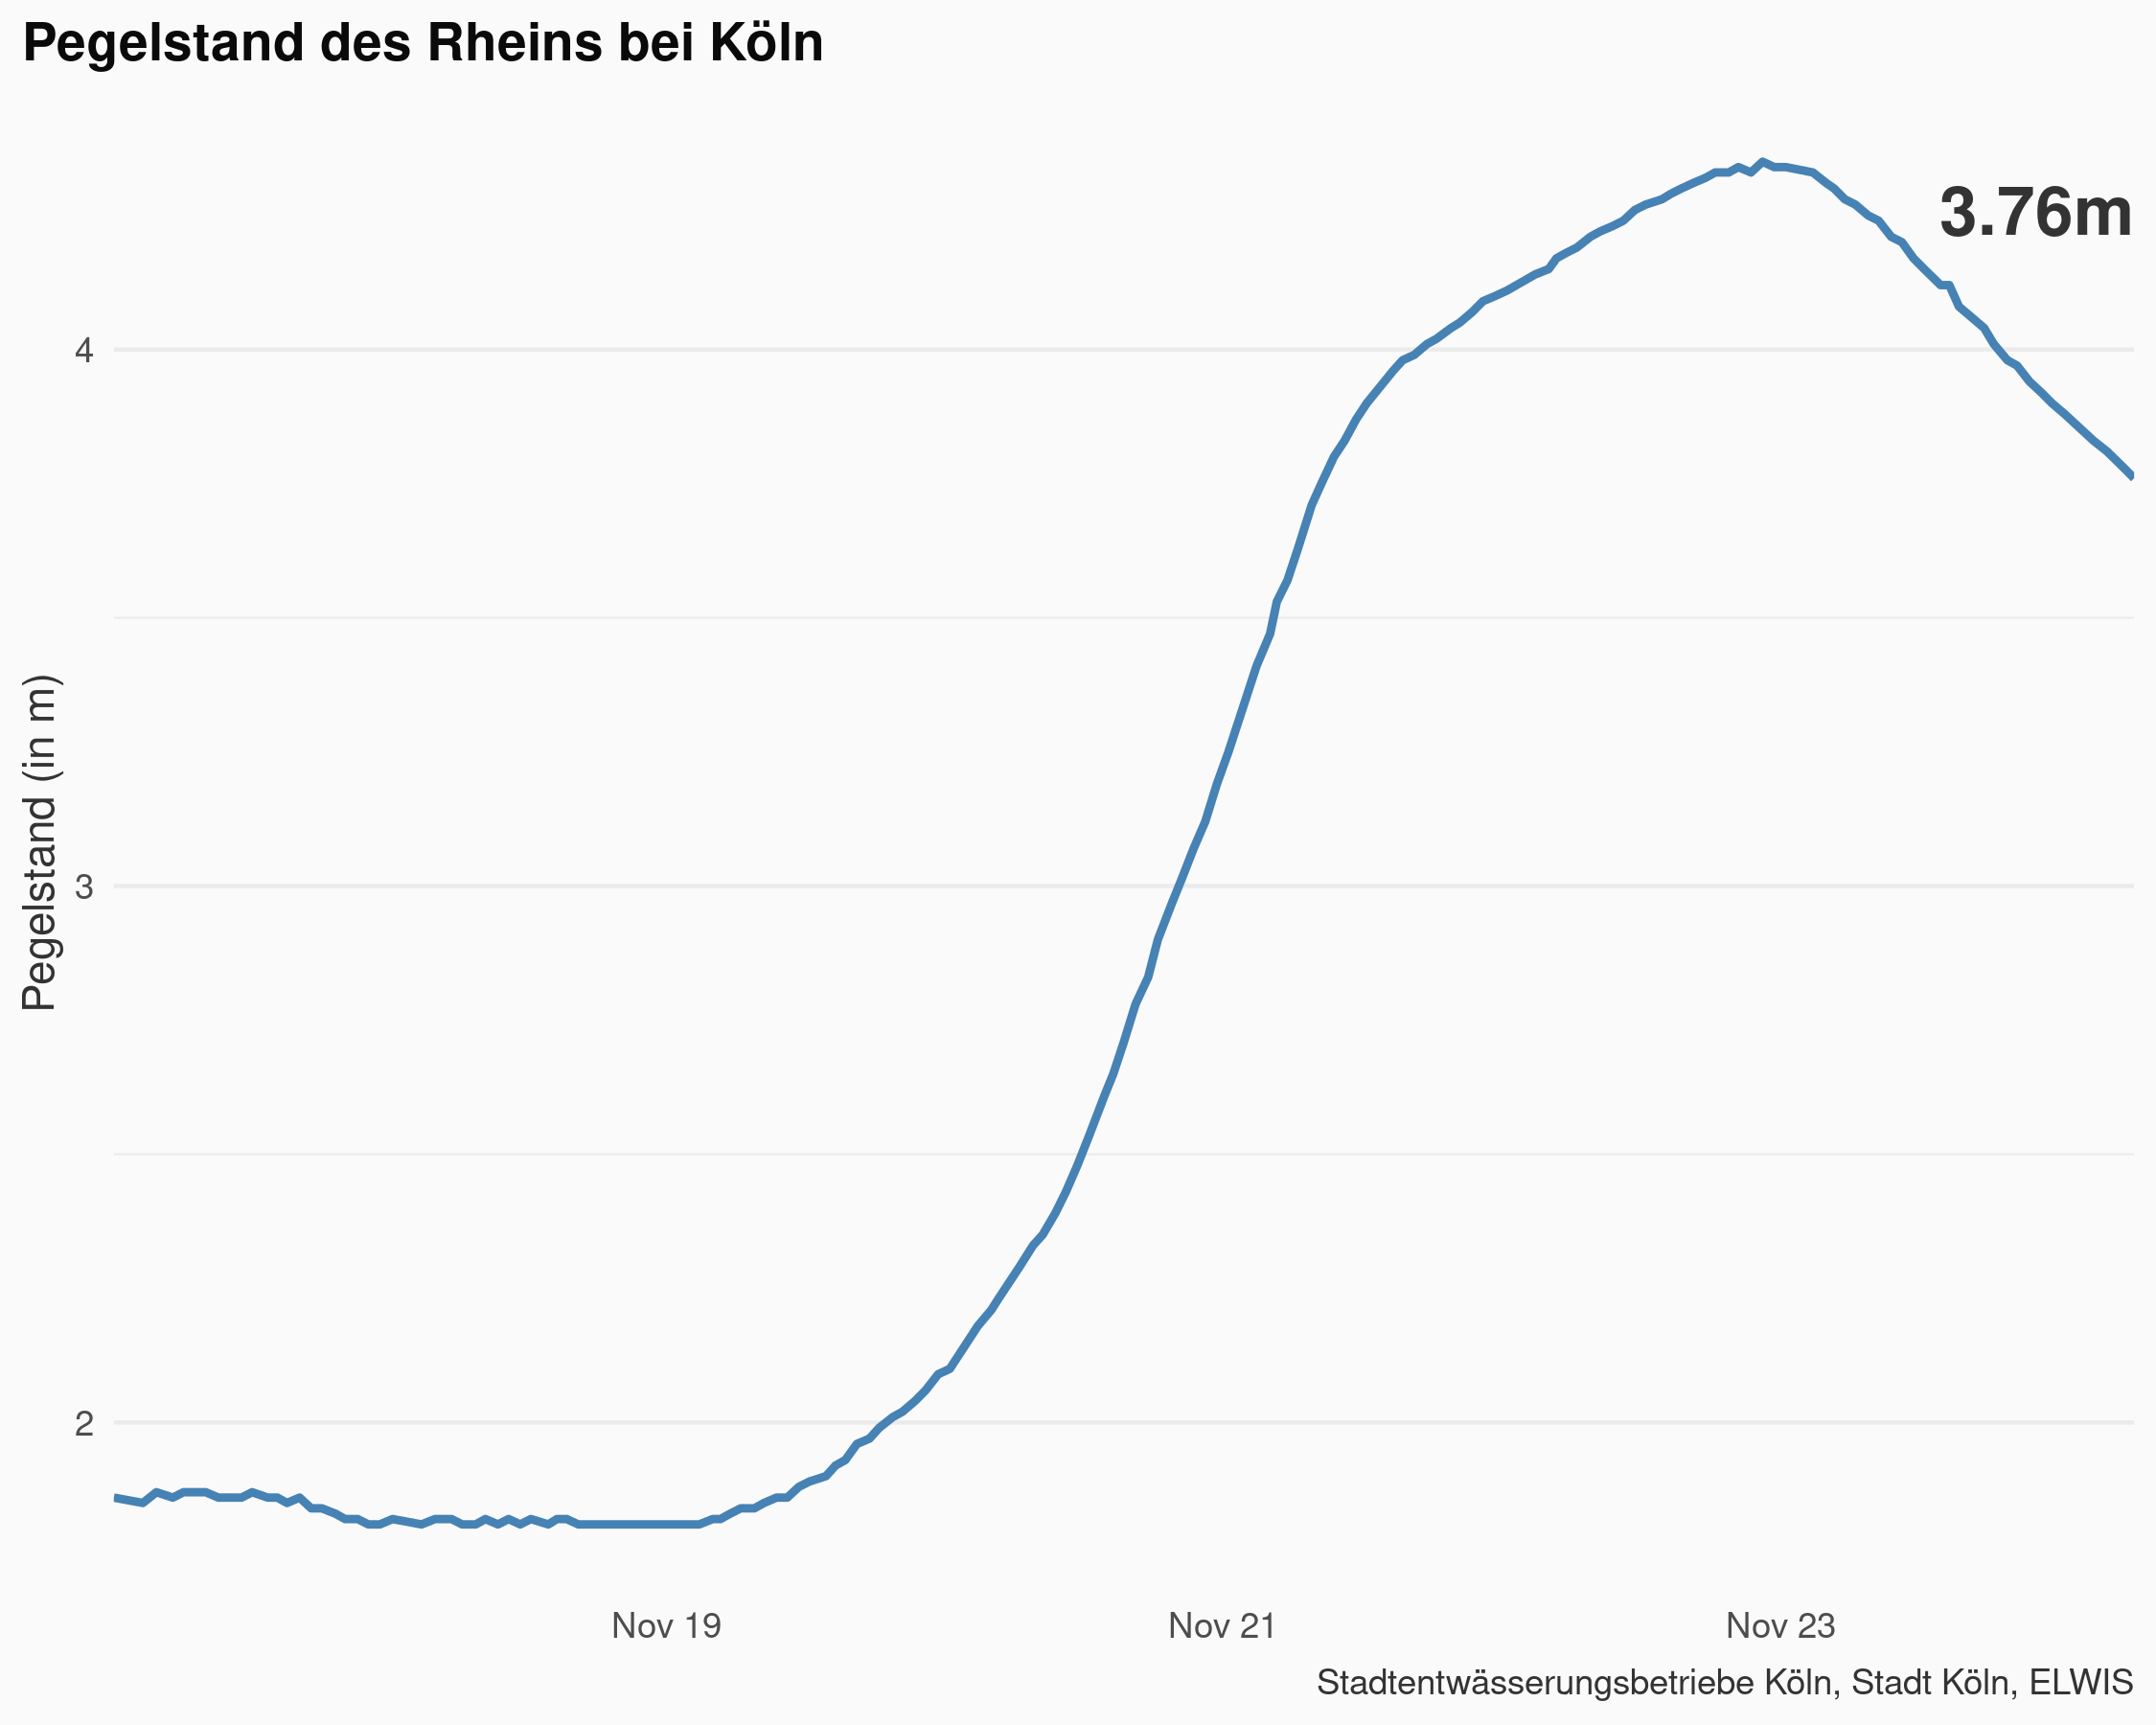 Pegelstand des Rheins bei Köln
3.76m
Pegelstand (in m)
4
3
2
Nov 19
Nov 21
Nov 23
Stadtentwässerungsbetriebe Köln, Stadt Köln, ELWIS